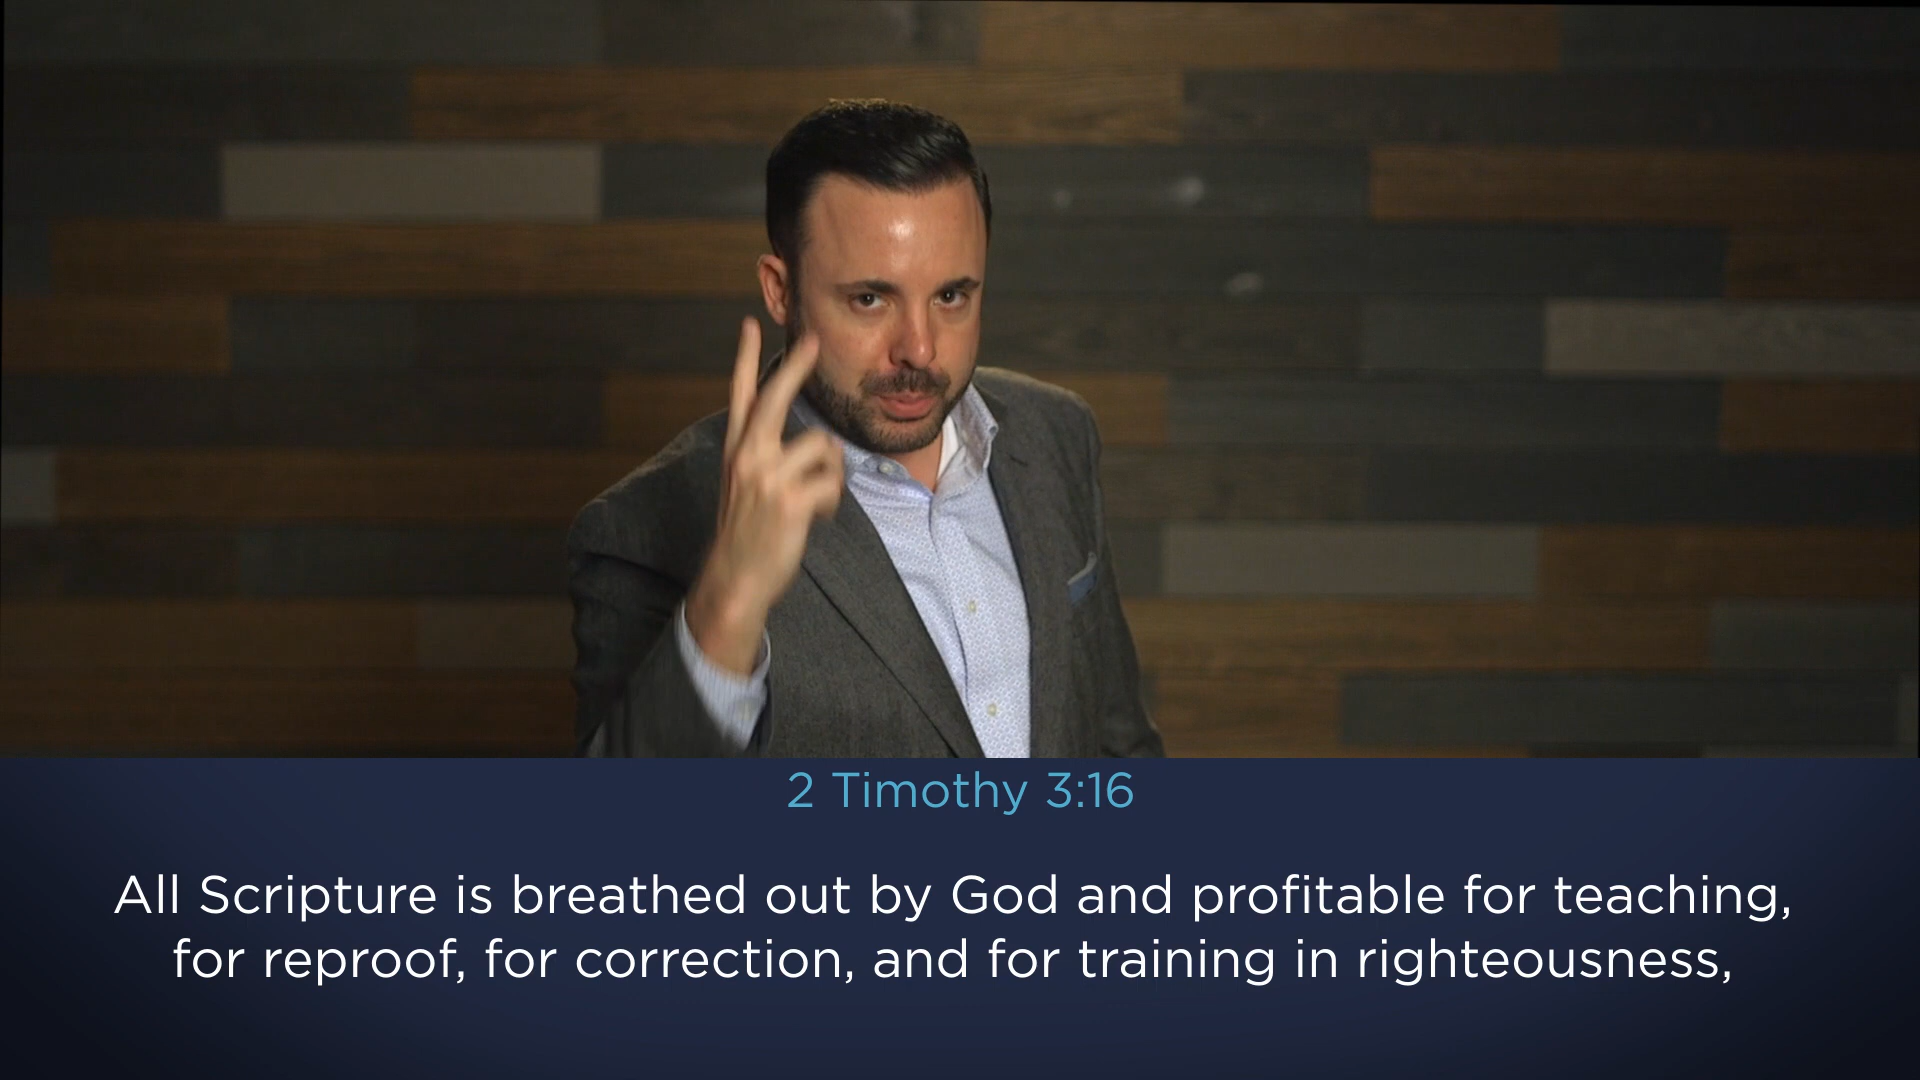 2 Timothy 3:16
All Scripture is breathed out by God and profitable for teaching,
for reproof, for correction, and for training in righteousness,